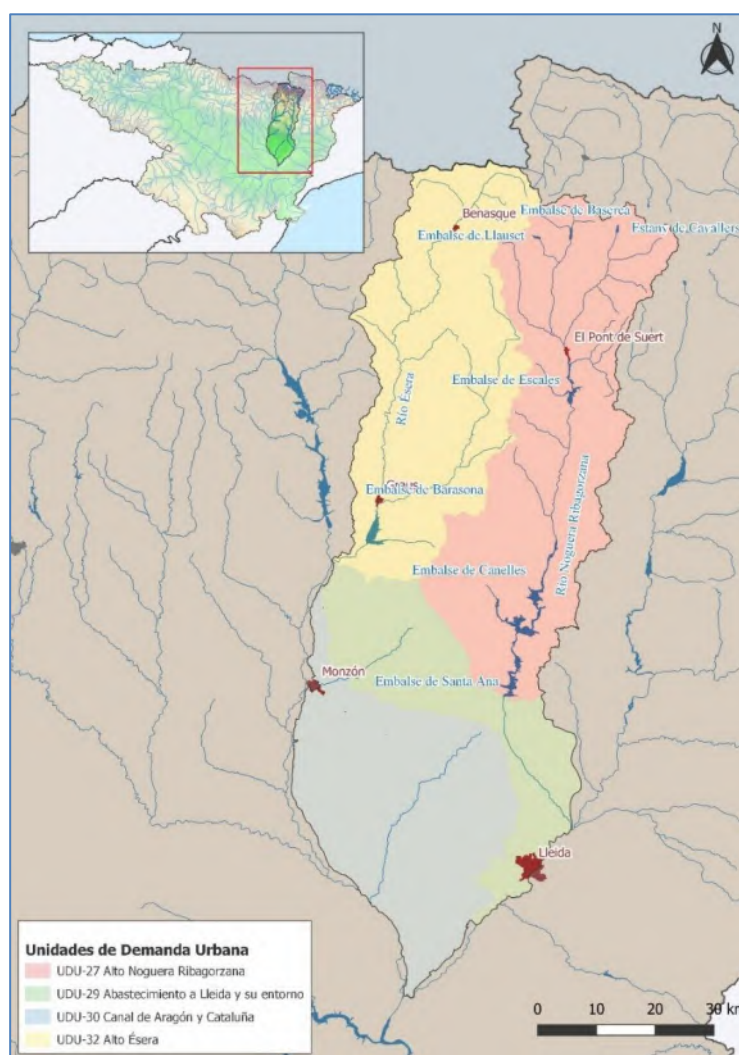 N
Benasque
Embalse de Baserca
Embalse de Llauset
Estany de Cavallers
El Pont de Suert
Río Ésera
Embalse de Escales
Graus
Embalse de Barasona
Río Noguera Ribagorzana
Embalse de Canelles
Monzón
Embalse de Santa Ana
Lleida
Unidades de Demanda Urbana
UDU-27 Alto Noguera Ribagorzana
UDU-29 Abastecimiento a Lleida y su entorno
UDU-30 Canal de Aragón y Cataluña
UDU-32 Alto Ésera
0 10 20 30 km